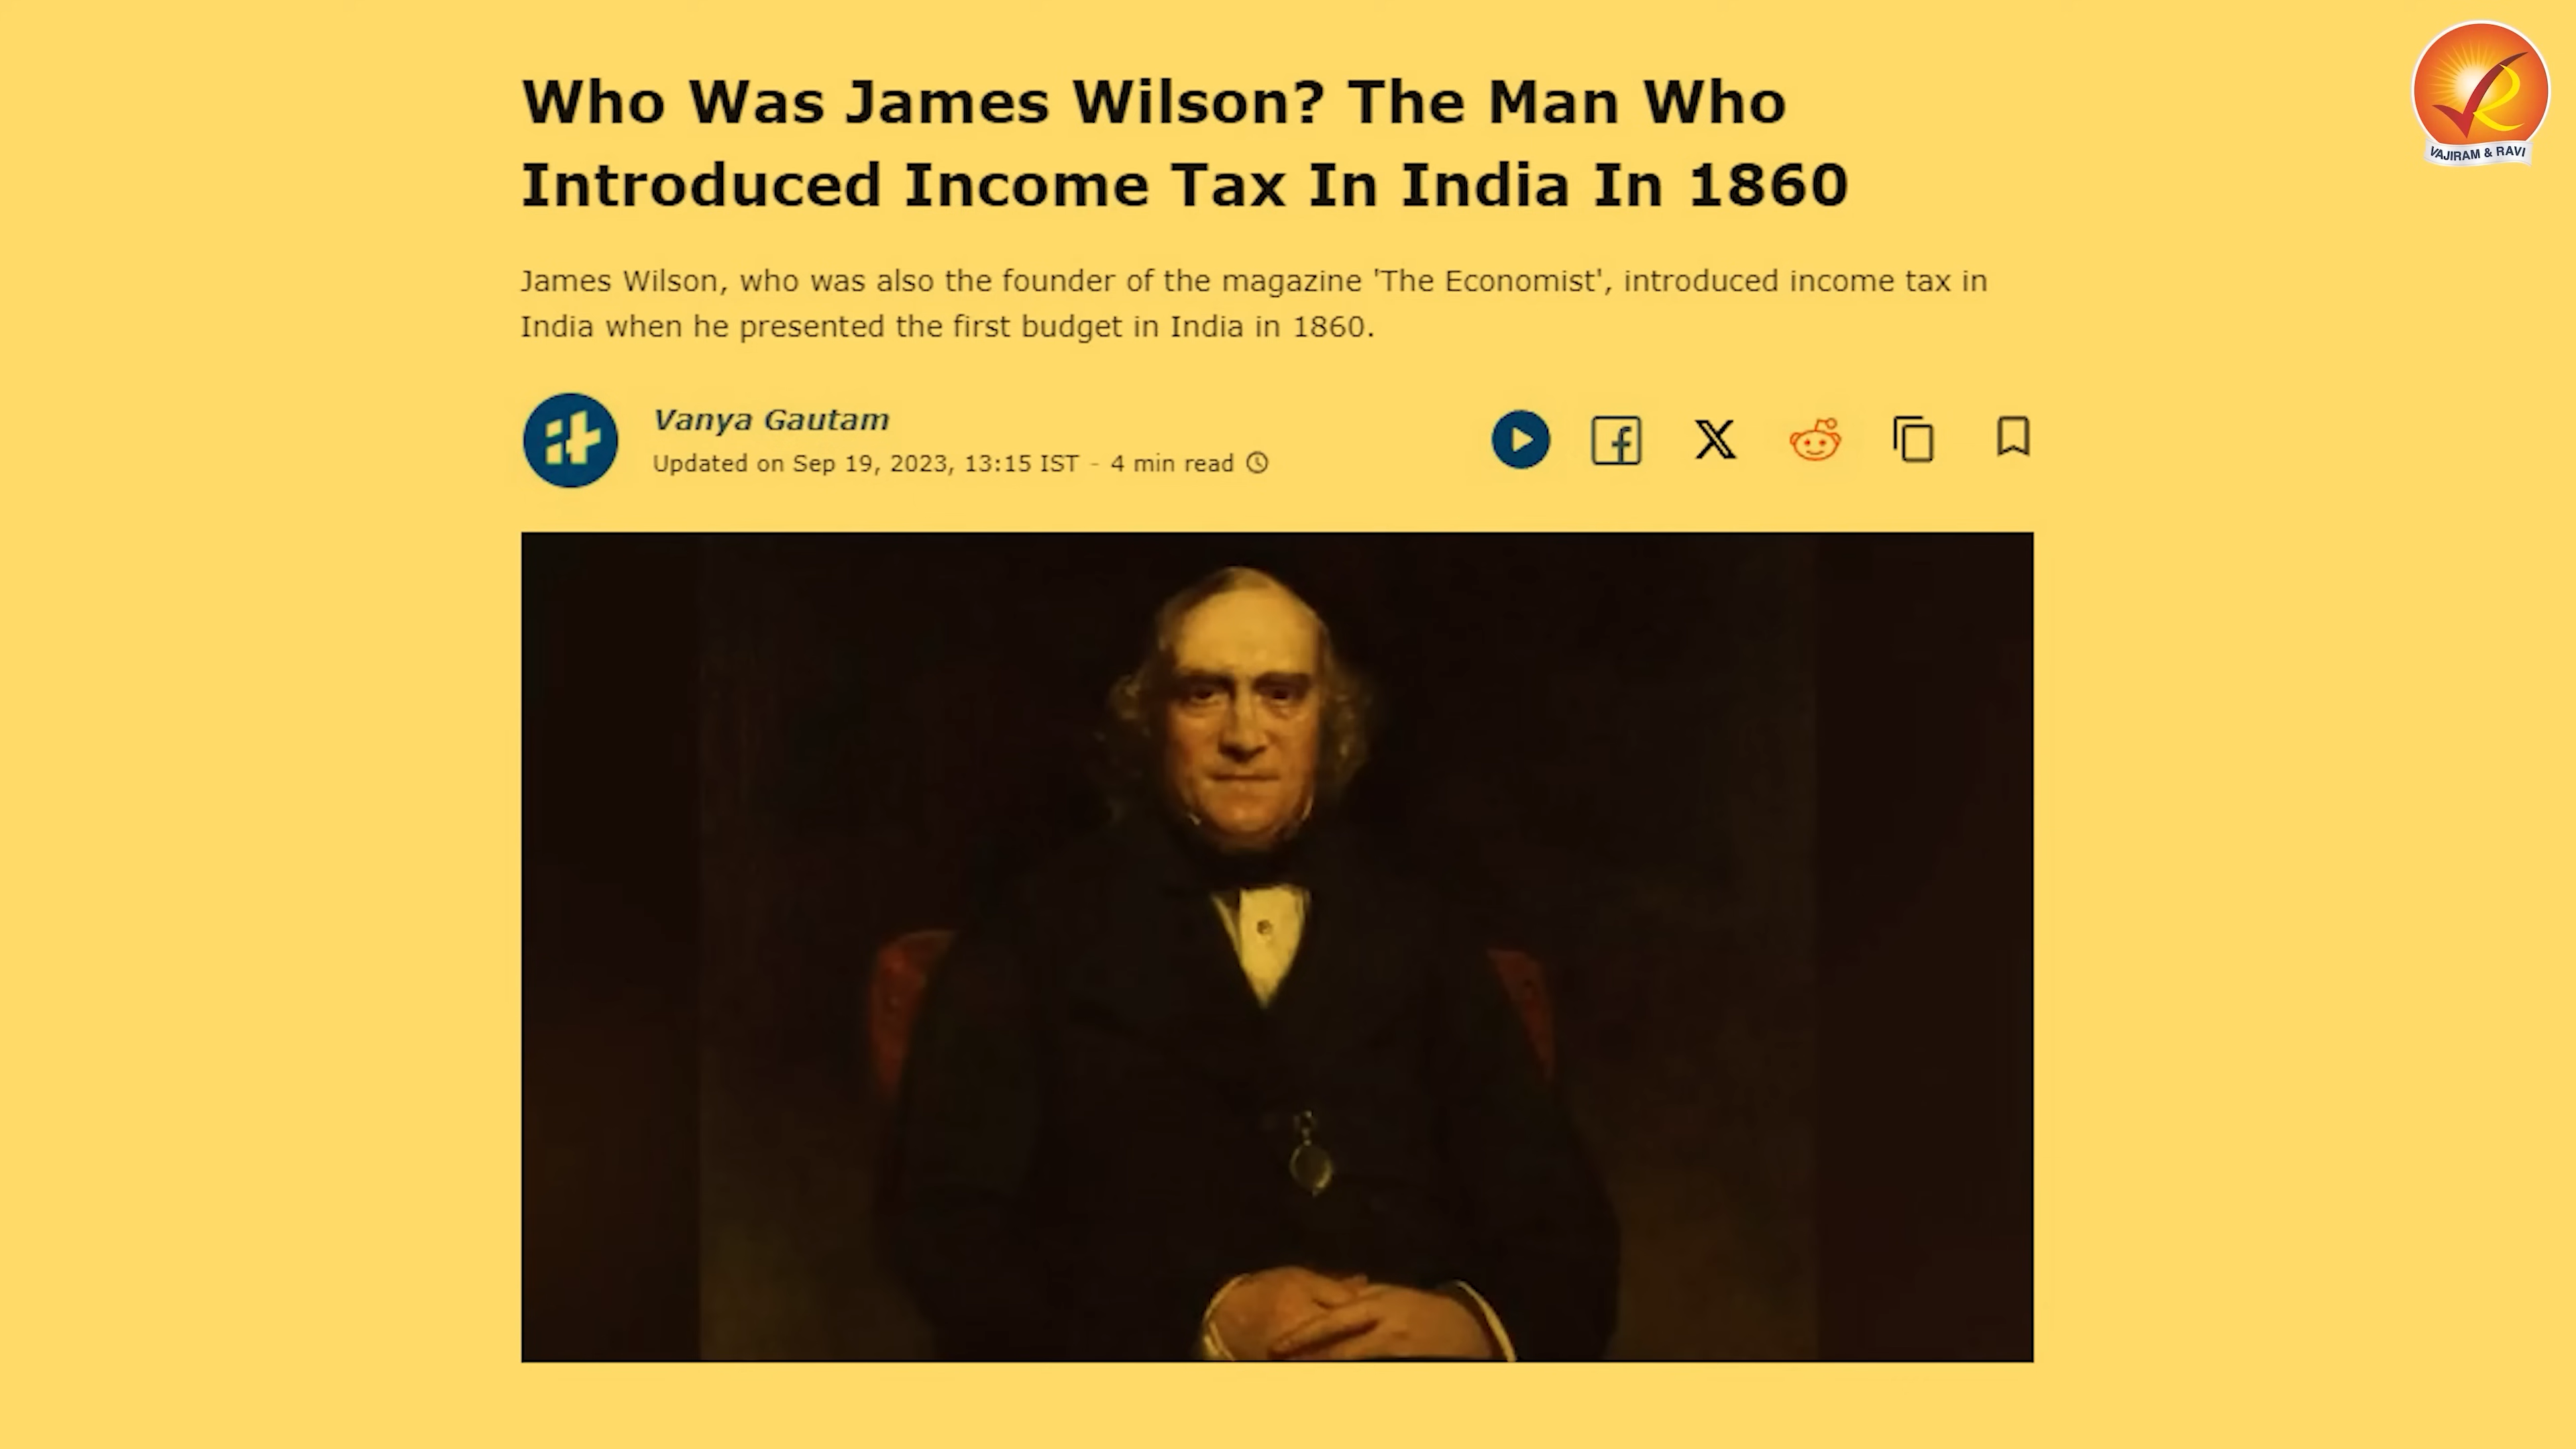 Who Was James Wilson? The Man Who
Introduced Income Tax In India In 1860
James Wilson, who was also the founder of the magazine 'The Economist', introduced income tax in
India when he presented the first budget in India in 1860.
Vanya Gautam
Updated on Sep 19, 2023, 13:15 IST - 4 min read
VAJIRAM & RAVI